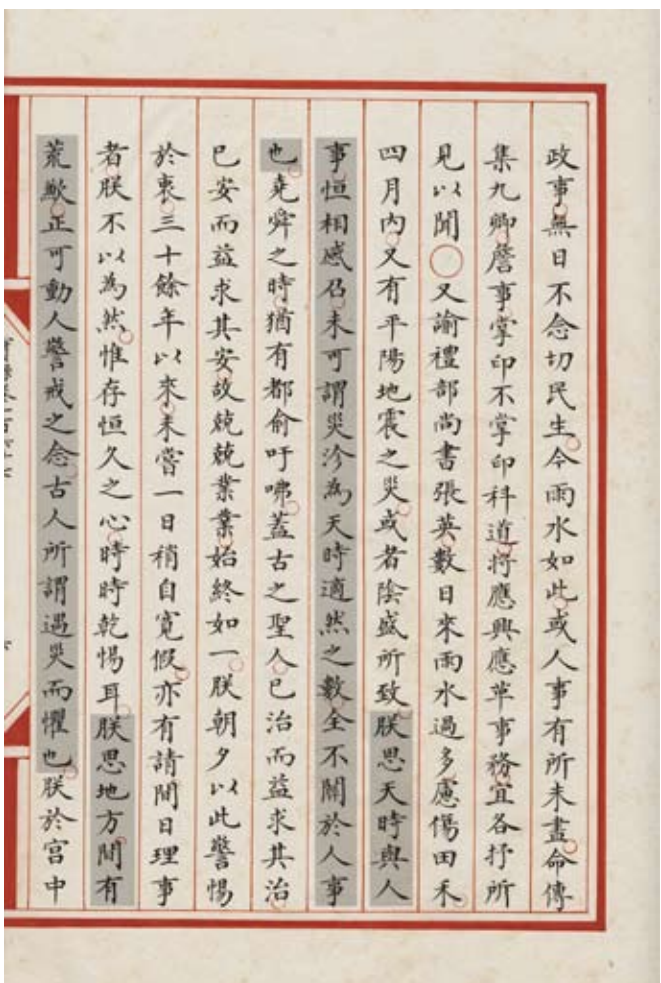 政事無日不念切民生今雨水如此或人事有所未盡命傳
集九卿詹事掌印不掌印科道將應興應革事務宜各抒所
見以聞〇又諭禮部尚書張英數日來雨水過多慮傷田禾
四月內又有平陽地震之災或者陰盛所致朕思天時與人
事恒相感召未可謂災沴為天時適然之數全不關於人事
也堯舜之時猶有都俞吁咈蓋古之聖人已治而益求其治
已安而益求其安故兢兢業業始終如一朕朝夕以此警惕
於衷三十餘年以來未嘗一日稍自寬假亦有請間日理事
者朕不以為然惟存恒久之心時時乾惕耳朕思地方間有
荒歉正可動人警戒之念古人所謂遇災而懼也朕於宮中